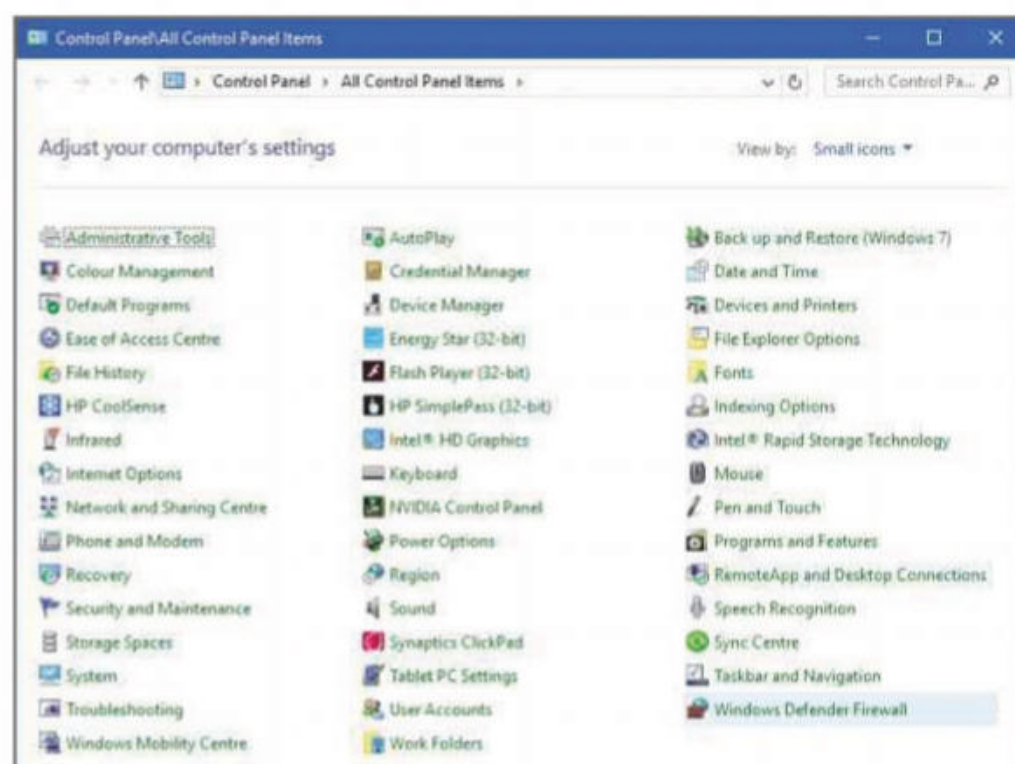 Control Panel\All Control Panel Items
Control Panel › All Control Panel Items ›
Search Control Pa...
Adjust your computer's settings
View by: Small icons
Administrative Tools
AutoPlay
Back up and Restore (Windows 7)
Colour Management
Credential Manager
Date and Time
Default Programs
Device Manager
Devices and Printers
Ease of Access Centre
Energy Star (32-bit)
File Explorer Options
File History
Flash Player (32-bit)
Fonts
HP CoolSense
HP SimplePass (32-bit)
Indexing Options
Infrared
Intel® HD Graphics
Intel® Rapid Storage Technology
Internet Options
Keyboard
Mouse
Network and Sharing Centre
NVIDIA Control Panel
Pen and Touch
Phone and Modem
Power Options
Programs and Features
Recovery
Region
RemoteApp and Desktop Connections
Security and Maintenance
Sound
Speech Recognition
Storage Spaces
Synaptics ClickPad
Sync Centre
System
Tablet PC Settings
Taskbar and Navigation
Troubleshooting
User Accounts
Windows Defender Firewall
Windows Mobility Centre
Work Folders